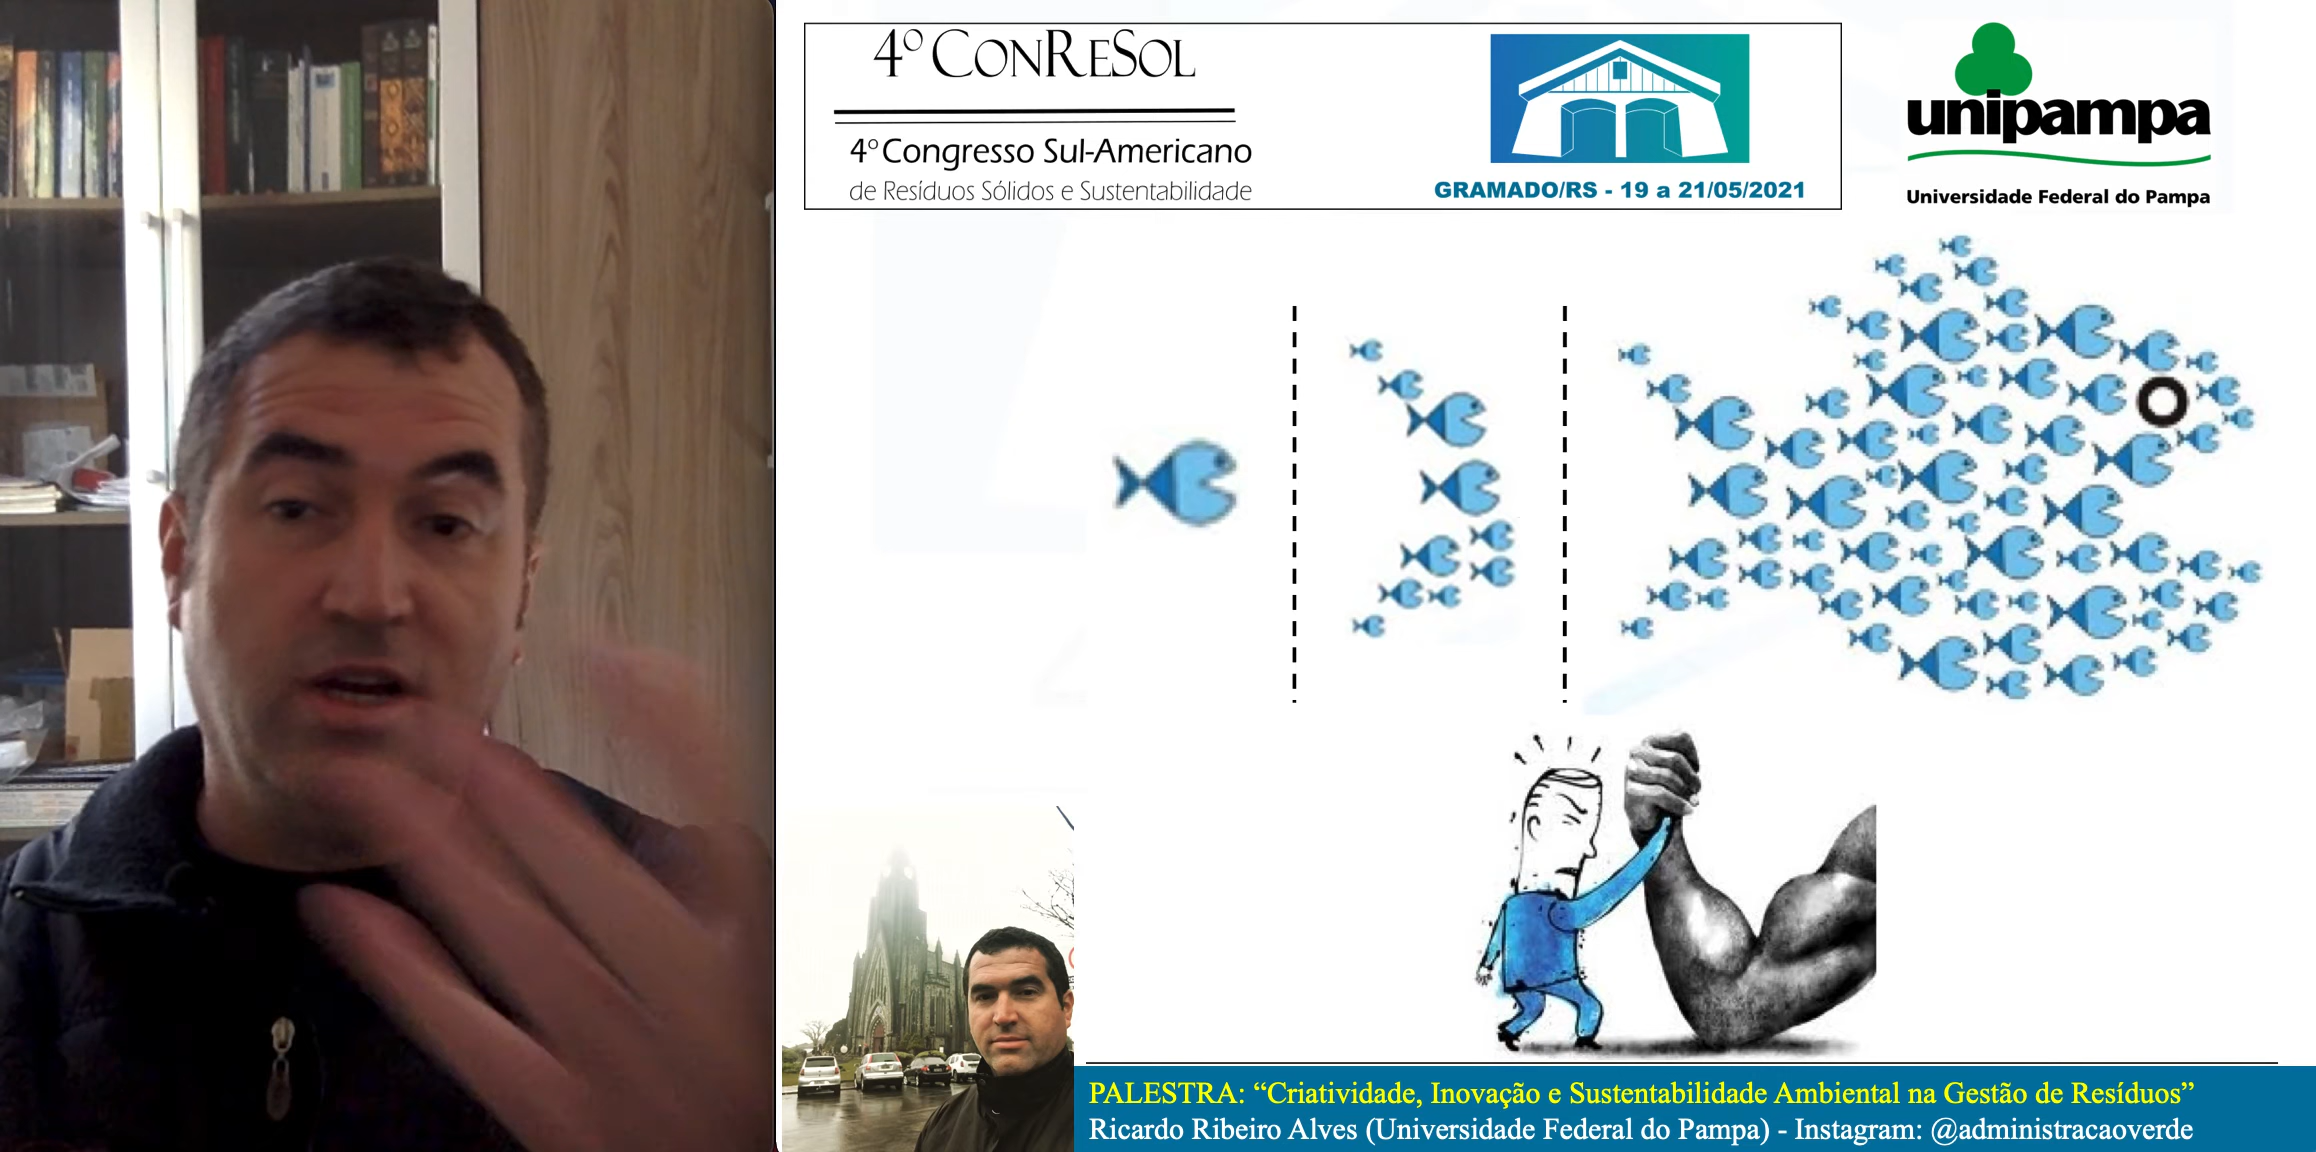 4º CONRESOL
4º Congresso Sul-Americano
de Resíduos Sólidos e Sustentabilidade
GRAMADO/RS - 19 a 21/05/2021
unipampa
Universidade Federal do Pampa
PALESTRA: “Criatividade, Inovação e Sustentabilidade Ambiental na Gestão de Resíduos”
Ricardo Ribeiro Alves (Universidade Federal do Pampa) - Instagram: @administracaoverde